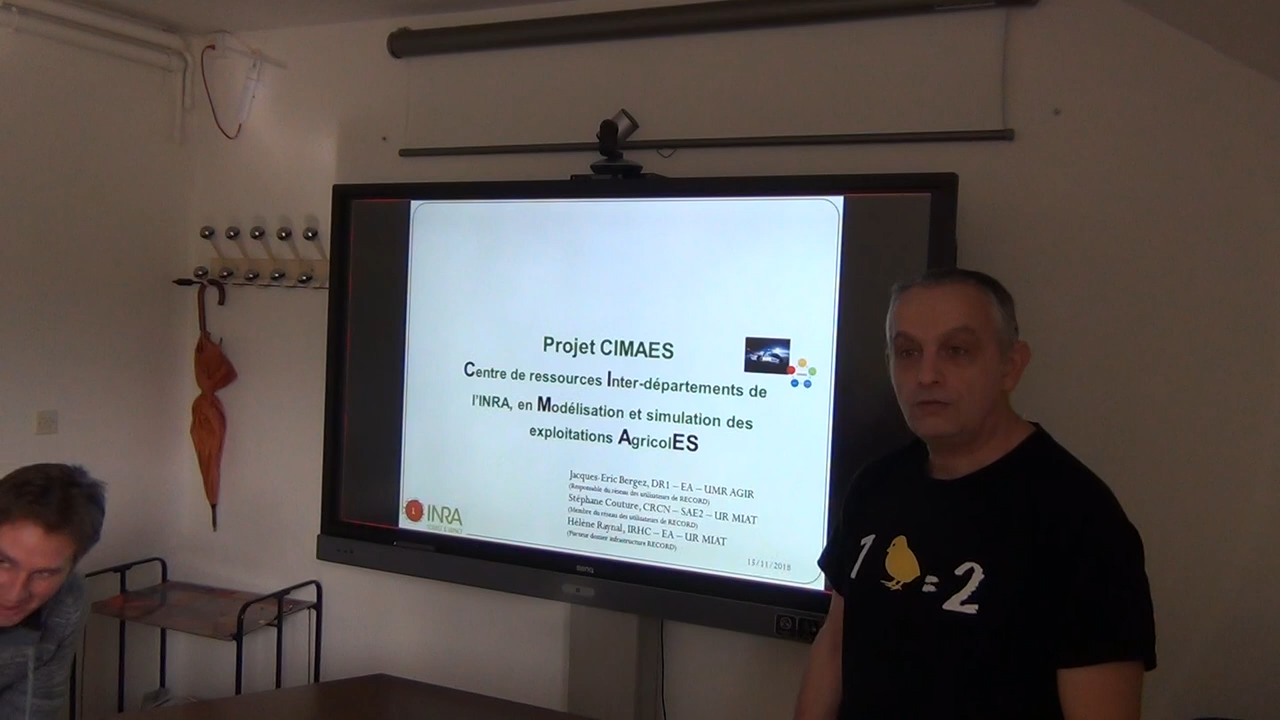 Projet CIMAES
Centre de ressources Inter-départements de
l'INRA, en Modélisation et simulation des
exploitations AgricolES
Jacques-Eric Bergez, DR1 – EA – UMR AGIR
(Responsable du réseau des utilisateurs de RECORD)
Stéphane Couture, CRCN – SAE2 – UR MIAT
(Membre du réseau des utilisateurs de RECORD)
Hélène Raynal, IRHC – EA – UR MIAT
(Porteur dossier infrastructure RECORD)
1
INRA
SCIENCE & IMPACT
15/11/2018
BenQ
1 = 2